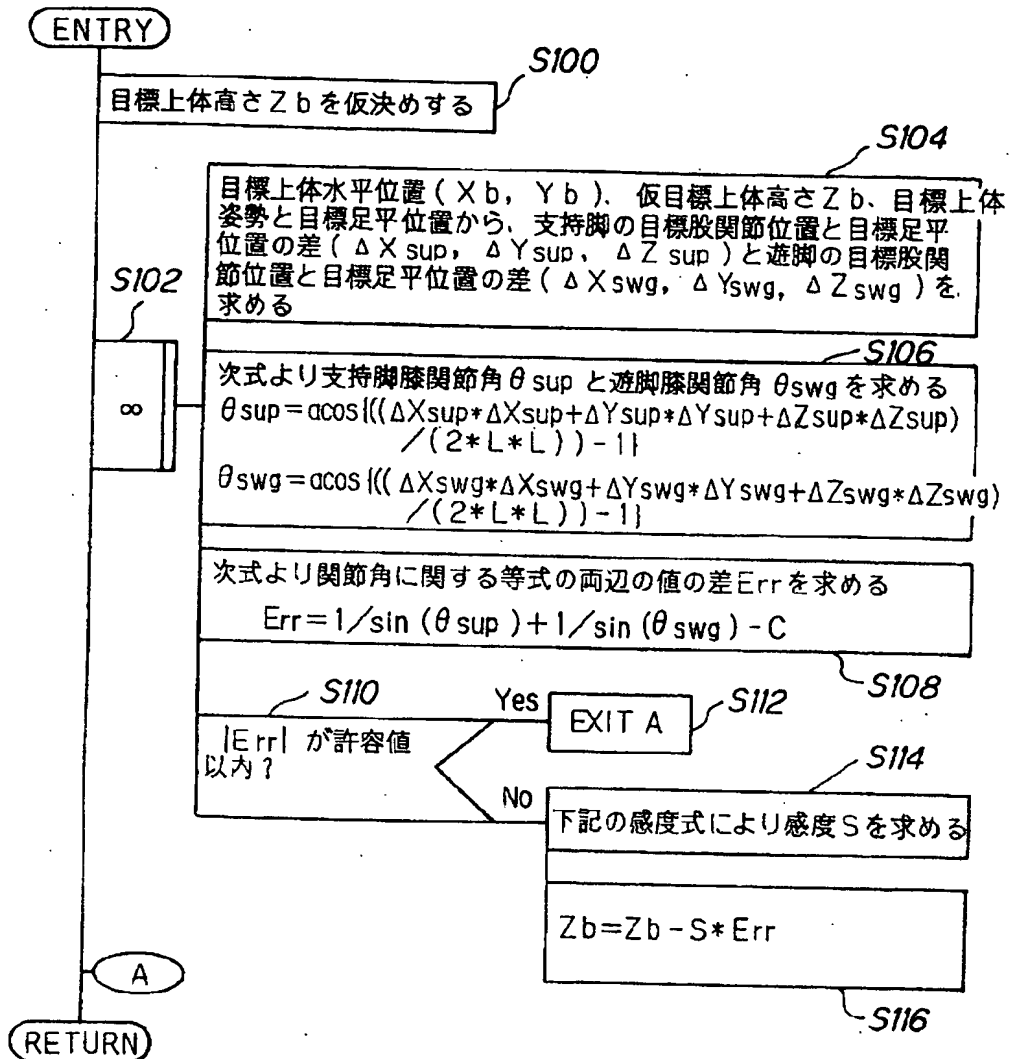 ENTRY
S100
目標上体高さZbを仮決めする
S104
目標上体水平位置(Xb, Yb)、仮目標上体高さZb、目標上体
姿勢と目標足平位置から、支持脚の目標股関節位置と目標足平
位置の差(ΔXsup, ΔYsup, ΔZsup)と遊脚の目標股関
節位置と目標足平位置の差(ΔXswg, ΔYswg, ΔZswg)を
求める
S102
∞
S106
次式より支持脚膝関節角θsupと遊脚膝関節角θswgを求める
θsup=acos{((ΔXsup*ΔXsup+ΔYsup*ΔYsup+ΔZsup*ΔZsup)
/(2*L*L))-1}
θswg=acos{((ΔXswg*ΔXswg+ΔYswg*ΔYswg+ΔZswg*ΔZswg)
/(2*L*L))-1}
次式より関節角に関する等式の両辺の値の差Errを求める
Err=1/sin(θsup)+1/sin(θswg)-C
S108
S110
|Err|が許容値
以内?
Yes
EXIT A
S112
No
S114
下記の感度式により感度Sを求める
Zb=Zb-S*Err
S116
A
RETURN